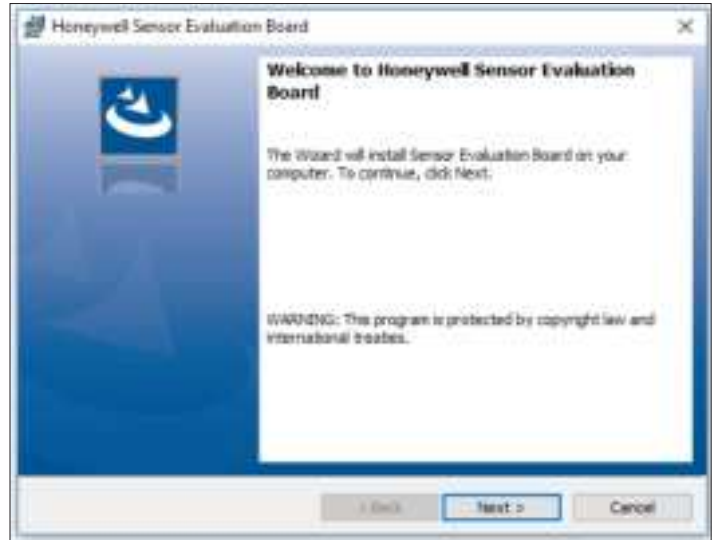 Honeywell Sensor Evaluation Board
Welcome to Honeywell Sensor Evaluation
Board
The Wizard will install Sensor Evaluation Board on your
computer. To continue, click Next.
WARNING: This program is protected by copyright law and
international treaties.
< Back
Next >
Cancel